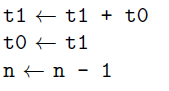 t1 ← t1 + t0
t0 ← t1
n ← n - 1